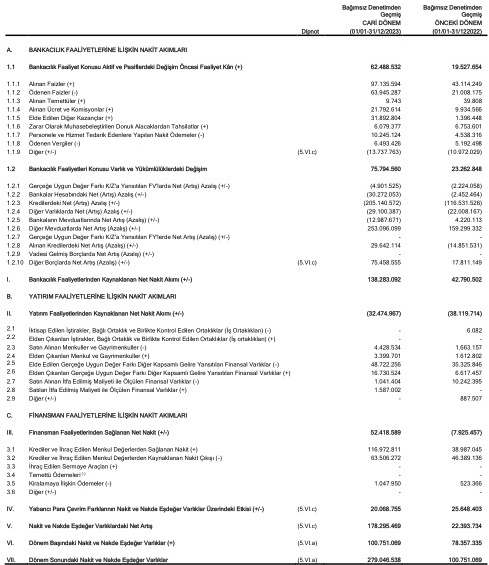 Bağımsız Denetimden Bağımsız Denetimden
Geçmiş Geçmiş
CARİ DÖNEM ÖNCEKİ DÖNEM
Dipnot (01/01-31/12/2023) (01/01-31/122022)
A. BANKACILIK FAALİYETLERİNE İLİŞKİN NAKİT AKIMLARI
1.1 Bankacılık Faaliyet Konusu Aktif ve Pasiflerdeki Değişim Öncesi Faaliyet Kârı (+) 62.488.532 19.527.654
1.1.1 Alınan Faizler (+) 97.135.594 43.114.249
1.1.2 Ödenen Faizler (-) 63.945.287 21.008.175
1.1.3 Alınan Temettüler (+) 9.743 39.808
1.1.4 Alınan Ücret ve Komisyonlar (+) 21.792.614 9.934.566
1.1.5 Elde Edilen Diğer Kazançlar (+) 31.892.804 1.396.448
1.1.6 Zarar Olarak Muhasebeleştirilen Donuk Alacaklardan Tahsilatlar (+) 6.079.377 6.753.601
1.1.7 Personele ve Hizmet Tedarik Edenlere Yapılan Nakit Ödemeler (-) 10.245.124 4.538.316
1.1.8 Ödenen Vergiler (-) 6.493.426 5.192.498
1.1.9 Diğer (+/-) (5.VI.c) (13.737.763) (10.972.029)
1.2 Bankacılık Faaliyetleri Konusu Varlık ve Yükümlülüklerdeki Değişim 75.794.560 23.262.848
1.2.1 Gerçeğe Uygun Değer Farkı K/Z'a Yansıtılan FV'larda Net (Artış) Azalış (+/-) (4.901.525) (2.224.058)
1.2.2 Bankalar Hesabındaki Net (Artış) Azalış (+/-) (30.272.053) (2.452.464)
1.2.3 Kredilerdeki Net (Artış) Azalış (+/-) (205.140.572) (116.531.526)
1.2.4 Diğer Varlıklarda Net (Artış) Azalış (+/-) (29.100.387) (22.008.167)
1.2.5 Bankaların Mevduatlarında Net Artış (Azalış) (+/-) (12.987.671) 4.220.113
1.2.6 Diğer Mevduatlarda Net Artış (Azalış) (+/-) 253.096.099 159.299.332
1.2.7 Gerçeğe Uygun Değer Farkı K/Z'a Yansıtılan FY'lerde Net Artış (Azalış) (+/-) - -
1.2.8 Alınan Kredilerdeki Net Artış (Azalış) (+/-) 29.642.114 (14.851.531)
1.2.9 Vadesi Gelmiş Borçlarda Net Artış (Azalış) (+/-) - -
1.2.10 Diğer Borçlarda Net Artış (Azalış) (+/-) (5.VI.c) 75.458.555 17.811.149
I. Bankacılık Faaliyetlerinden Kaynaklanan Net Nakit Akımı (+/-) 138.283.092 42.790.502
B. YATIRIM FAALİYETLERİNE İLİŞKİN NAKİT AKIMLARI
II. Yatırım Faaliyetlerinden Kaynaklanan Net Nakit Akımı (+/-) (32.474.967) (38.119.714)
2.1 İktisap Edilen İştirakler, Bağlı Ortaklık ve Birlikte Kontrol Edilen Ortaklıklar (İş Ortaklıkları) (-) - 6.082
2.2 Elden Çıkarılan İştirakler, Bağlı Ortaklık ve Birlikte Kontrol Edilen Ortaklıklar (İş ortaklıkları) (+) - -
2.3 Satın Alınan Menkuller ve Gayrimenkuller (-) 4.428.534 1.663.157
2.4 Elden Çıkarılan Menkul ve Gayrimenkuller (+) 3.399.701 1.612.802
2.5 Elde Edilen Gerçeğe Uygun Değer Farkı Diğer Kapsamlı Gelire Yansıtılan Finansal Varlıklar (-) 48.722.256 35.325.846
2.6 Elden Çıkarılan Gerçeğe Uygun Değer Farkı Diğer Kapsamlı Gelire Yansıtılan Finansal Varlıklar (+) 16.730.524 6.617.457
2.7 Satın Alınan İtfa Edilmiş Maliyeti ile Ölçülen Finansal Varlıklar (-) 1.041.404 10.242.395
2.8 Satılan İtfa Edilmiş Maliyeti ile Ölçülen Finansal Varlıklar (+) 1.587.002 -
2.9 Diğer (+/-) - 887.507
C. FİNANSMAN FAALİYETLERİNE İLİŞKİN NAKİT AKIMLARI
III. Finansman Faaliyetlerinden Sağlanan Net Nakit (+/-) 52.418.589 (7.925.457)
3.1 Krediler ve İhraç Edilen Menkul Değerlerden Sağlanan Nakit (+) 116.972.811 38.987.045
3.2 Krediler ve İhraç Edilen Menkul Değerlerden Kaynaklanan Nakit Çıkışı (-) 63.506.272 46.389.136
3.3 İhraç Edilen Sermaye Araçları (+) - -
3.4 Temettü Ödemeleri - -
3.5 Kiralamaya İlişkin Ödemeler (-) 1.047.950 523.366
3.6 Diğer (+/-) - -
IV. Yabancı Para Çevrim Farklarının Nakit ve Nakde Eşdeğer Varlıklar Üzerindeki Etkisi (+/-) (5.VI.c) 20.068.755 25.648.403
V. Nakit ve Nakde Eşdeğer Varlıklardaki Net Artış (5.VI.c) 178.295.469 22.393.734
VI. Dönem Başındaki Nakit ve Nakde Eşdeğer Varlıklar (+) (5.VI.a) 100.751.069 78.357.335
VII. Dönem Sonundaki Nakit ve Nakde Eşdeğer Varlıklar (5.VI.a) 279.046.538 100.751.069